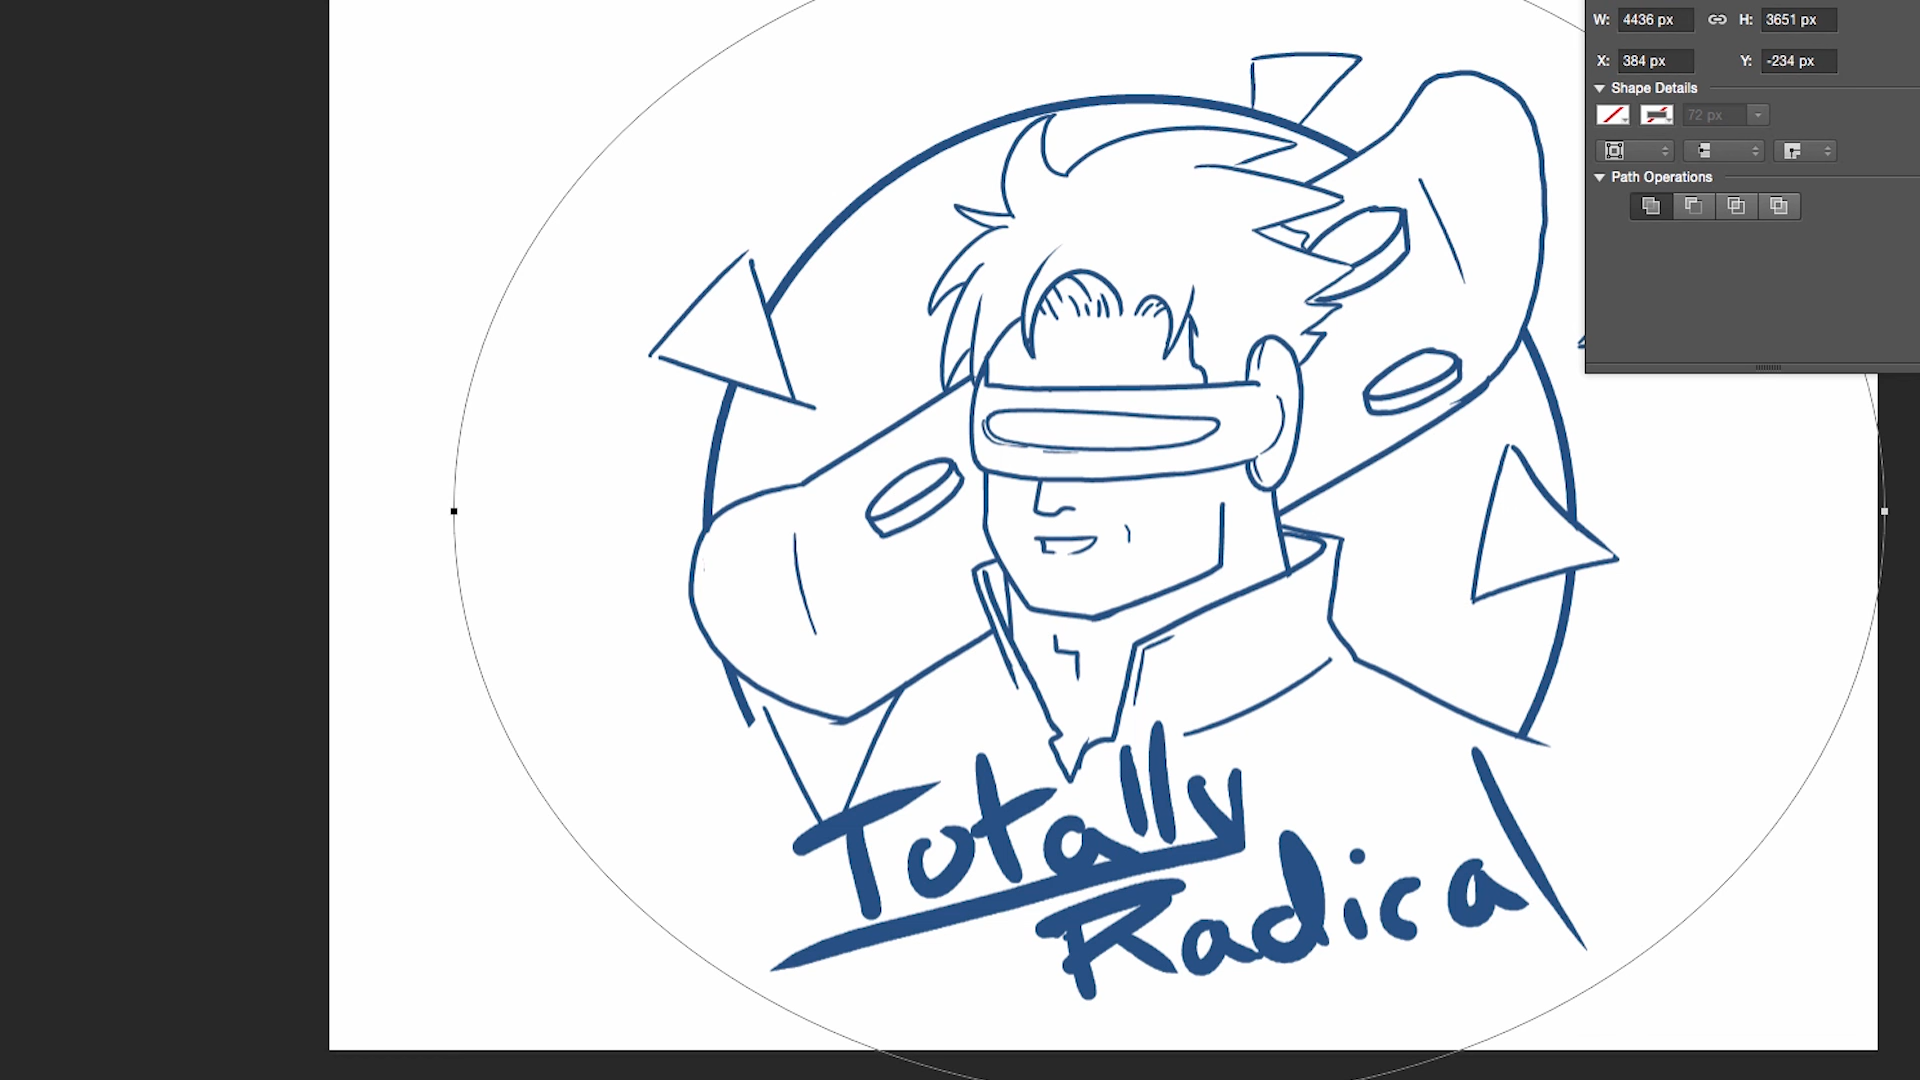 W: 4436 px H: 3651 px
X: 384 px Y: -234 px
Shape Details
72 px
Path Operations
Totally
Radical